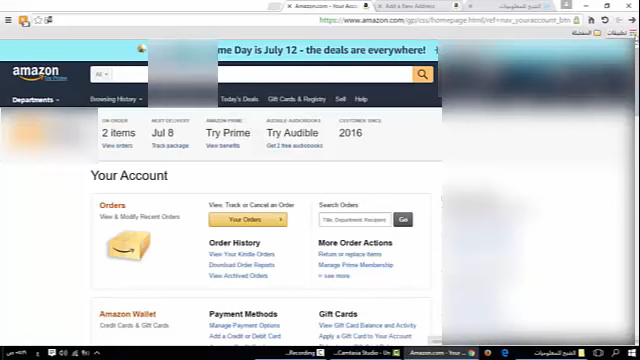 Amazon.com - Your Account
Add a New Address
https://www.amazon.com/gp/css/homepage.html/ref=nav_youraccount_btn
تطبيقات
المفضلة
me Day is July 12 - the deals are everywhere!
amazon
Try Prime
All
Departments
Browsing History
Today's Deals
Gift Cards & Registry
Sell
Help
ON ORDER
2 items
View orders
NEXT DELIVERY
Jul 8
Track package
AMAZON PRIME
Try Prime
View benefits
AUDIBLE AUDIOBOOKS
Try Audible
Get 2 free audiobooks
CUSTOMER SINCE
2016
Your Account
Orders
View & Modify Recent Orders
View, Track or Cancel an Order
Your Orders
Search Orders
Title, Department, Recipient
Go
Order History
View Your Kindle Orders
Download Order Reports
View Archived Orders
More Order Actions
Return or replace items
Manage Prime Membership
see more
Amazon Wallet
Credit Cards & Gift Cards
Payment Methods
Manage Payment Options
Add a Credit or Debit Card
Gift Cards
View Gift Card Balance and Activity
Apply a Gift Card to Your Account
Recording...
Camtasia Studio - Un...
Amazon.com - Your ...